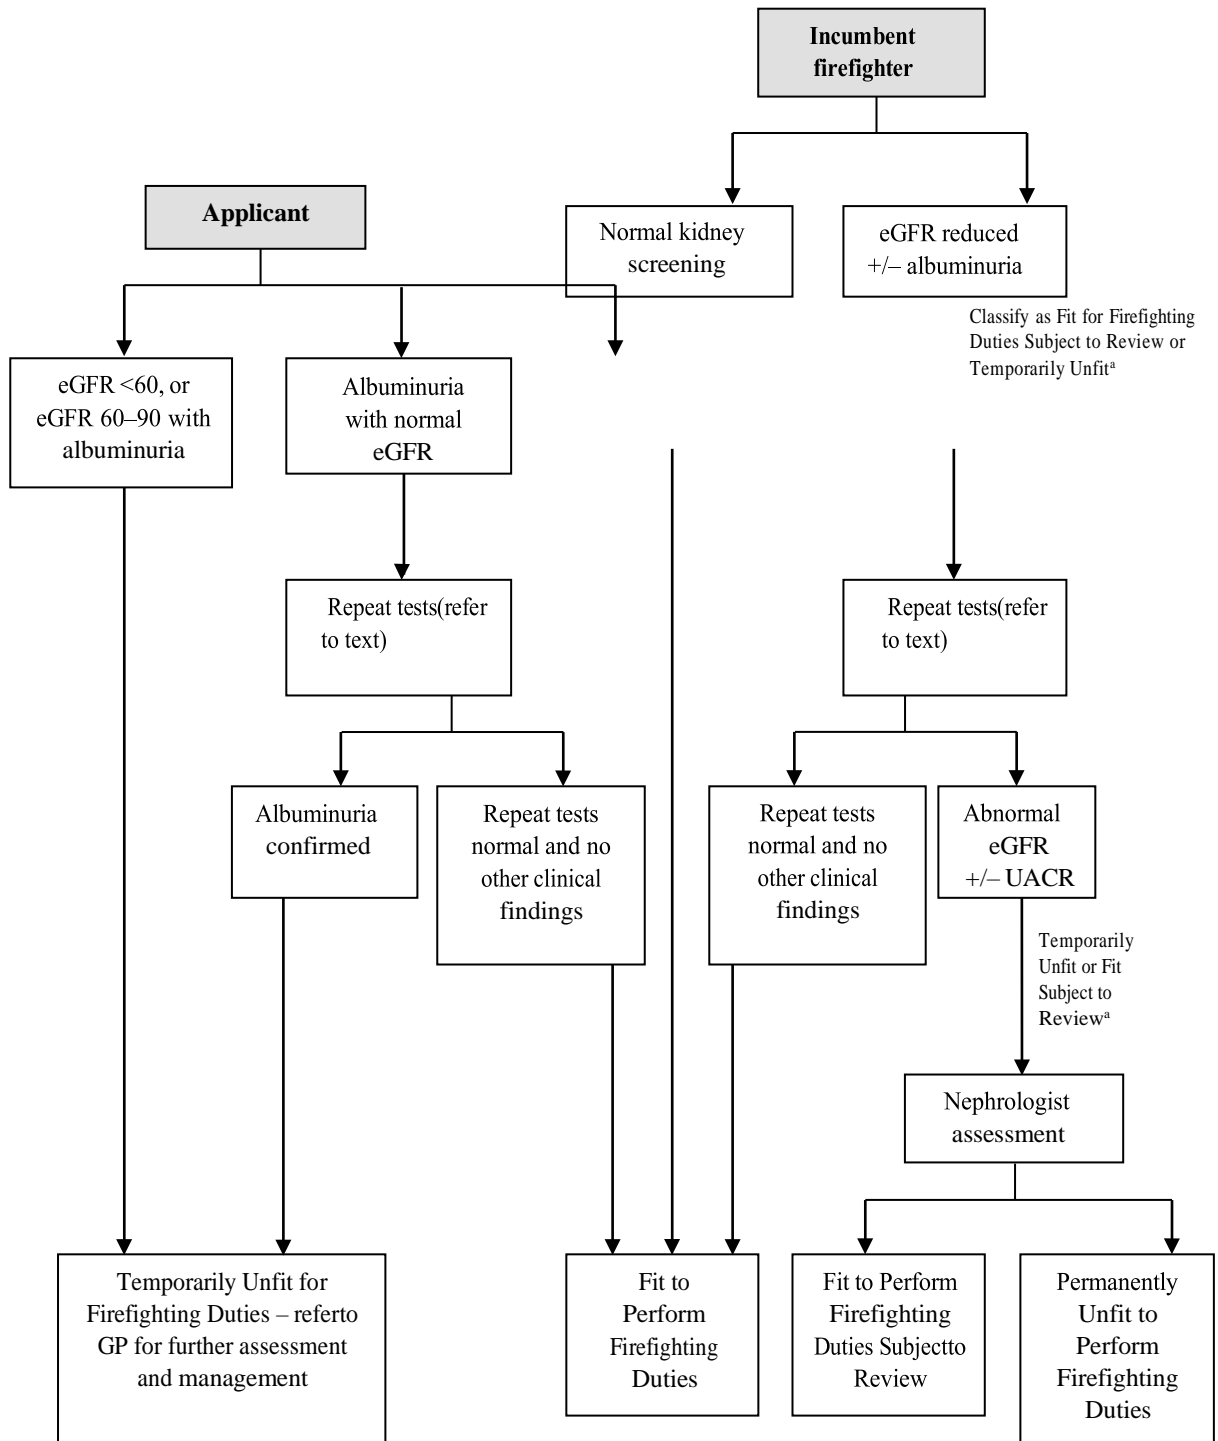 Incumbent
firefighter
Applicant
Normal kidney
screening
eGFR reduced
+/– albuminuria
Classify as Fit for Firefighting
Duties Subject to Review or
Temporarily Unfitª
eGFR <60, or
eGFR 60–90 with
albuminuria
Albuminuria
with normal
eGFR
Repeat tests(refer
to text)
Repeat tests(refer
to text)
Albuminuria
confirmed
Repeat tests
normal and no
other clinical
findings
Repeat tests
normal and no
other clinical
findings
Abnormal
eGFR
+/– UACR
Temporarily
Unfit or Fit
Subject to
Reviewª
Nephrologist
assessment
Temporarily Unfit for
Firefighting Duties – referto
GP for further assessment
and management
Fit to
Perform
Firefighting
Duties
Fit to Perform
Firefighting
Duties Subjectto
Review
Permanently
Unfit to
Perform
Firefighting
Duties